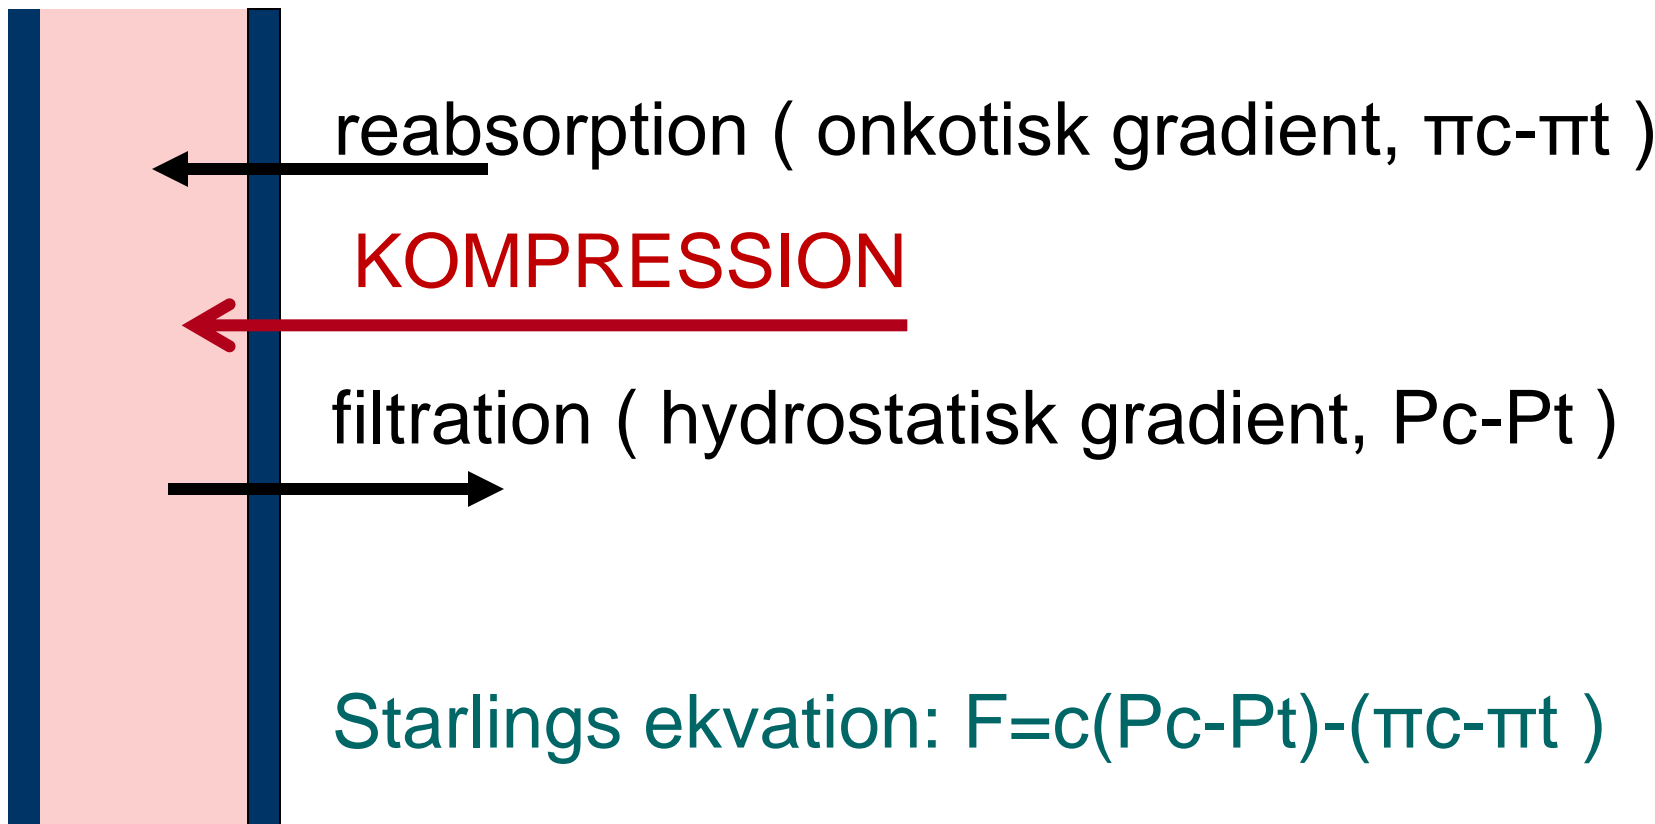 reabsorption ( onkotisk gradient, πc-πt )
KOMPRESSION
filtration ( hydrostatisk gradient, Pc-Pt )
Starlings ekvation: F=c(Pc-Pt)-(πc-πt )